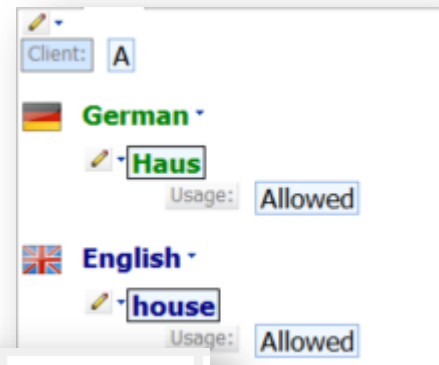 Client: A
German
Haus
Usage: Allowed
English
house
Usage: Allowed